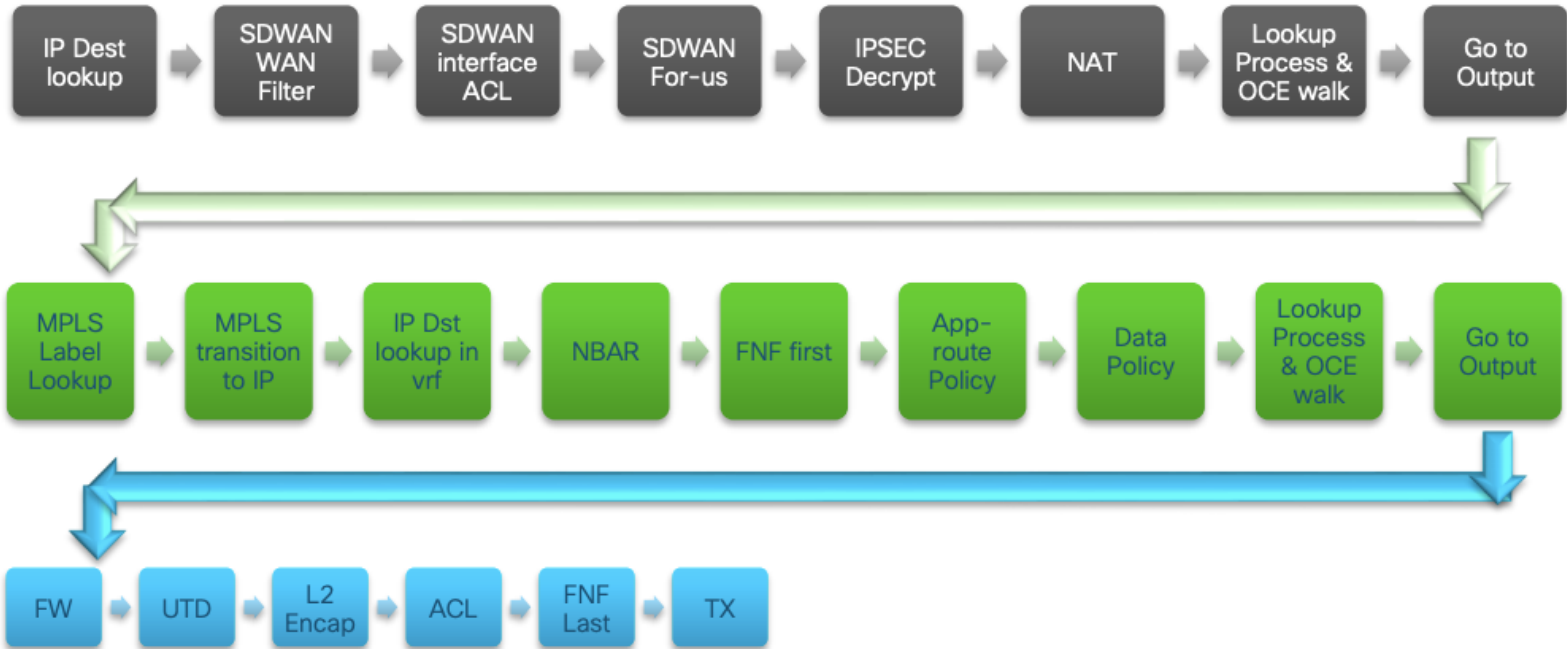 IP Dest
lookup
SDWAN
WAN
Filter
SDWAN
interface
ACL
SDWAN
For-us
IPSEC
Decrypt
NAT
Lookup
Process &
OCE walk
Go to
Output
MPLS
Label
Lookup
MPLS
transition
to IP
IP Dst
lookup in
vrf
NBAR
FNF first
App-
route
Policy
Data
Policy
Lookup
Process
& OCE
walk
Go to
Output
FW
UTD
L2
Encap
ACL
FNF
Last
TX